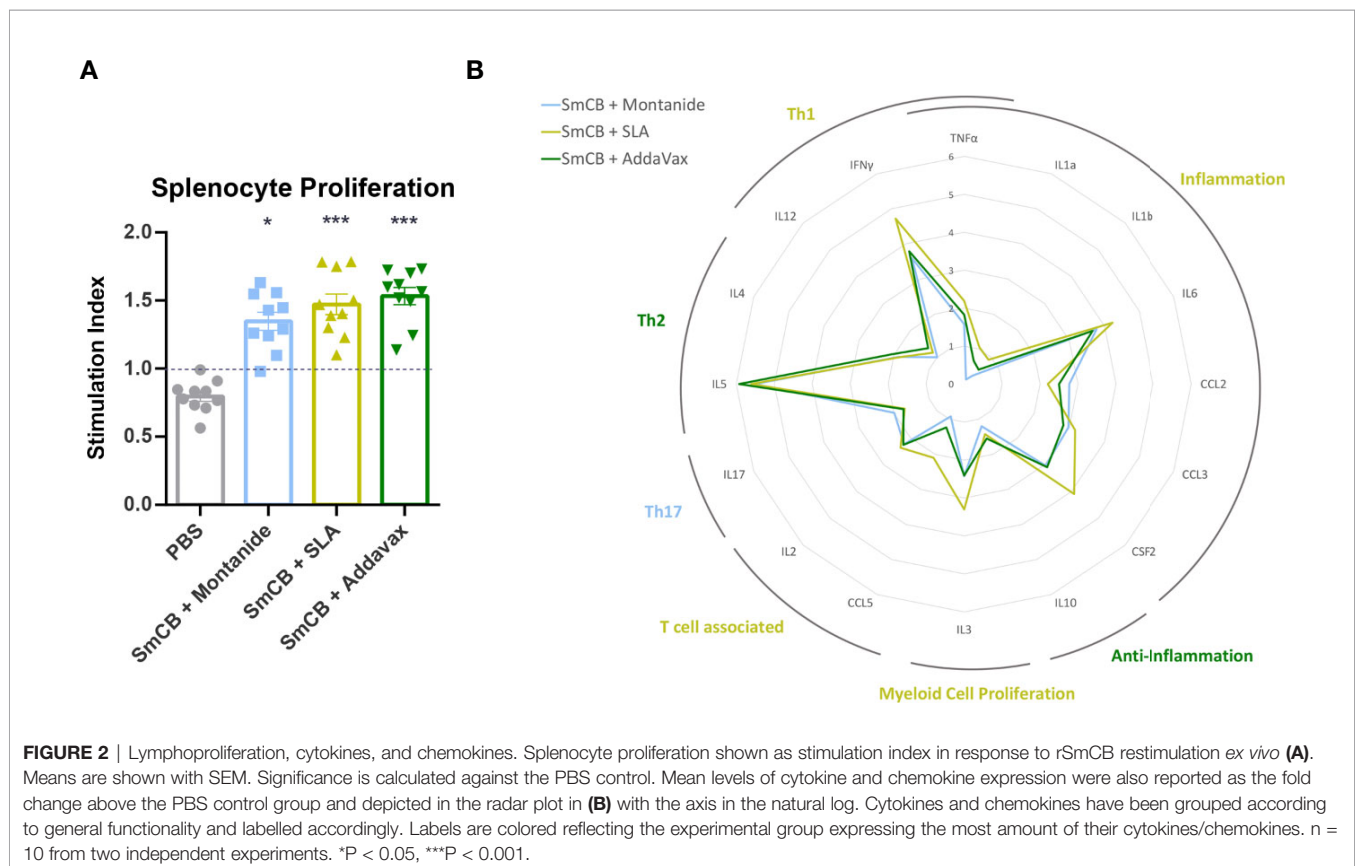 A
B
SmCB + Montanide
SmCB + SLA
SmCB + AddaVax
Splenocyte Proliferation
* *** ***
Stimulation Index
2.0
1.5
1.0
0.5
0.0
PBS
SmCB + Montanide
SmCB + SLA
SmCB + Addavax
Th1
Inflammation
Th2
Th17
T cell associated
Myeloid Cell Proliferation
Anti-Inflammation
TNFα
IL1a
IL1b
IL6
CCL2
CCL3
CSF2
IL10
IL3
CCL5
IL2
IL17
IL5
IL4
IL12
IFNγ
6
5
4
3
2
1
0
FIGURE 2 | Lymphoproliferation, cytokines, and chemokines. Splenocyte proliferation shown as stimulation index in response to rSmCB restimulation ex vivo (A).
Means are shown with SEM. Significance is calculated against the PBS control. Mean levels of cytokine and chemokine expression were also reported as the fold
change above the PBS control group and depicted in the radar plot in (B) with the axis in the natural log. Cytokines and chemokines have been grouped according
to general functionality and labelled accordingly. Labels are colored reflecting the experimental group expressing the most amount of their cytokines/chemokines. n =
10 from two independent experiments. *P < 0.05, ***P < 0.001.